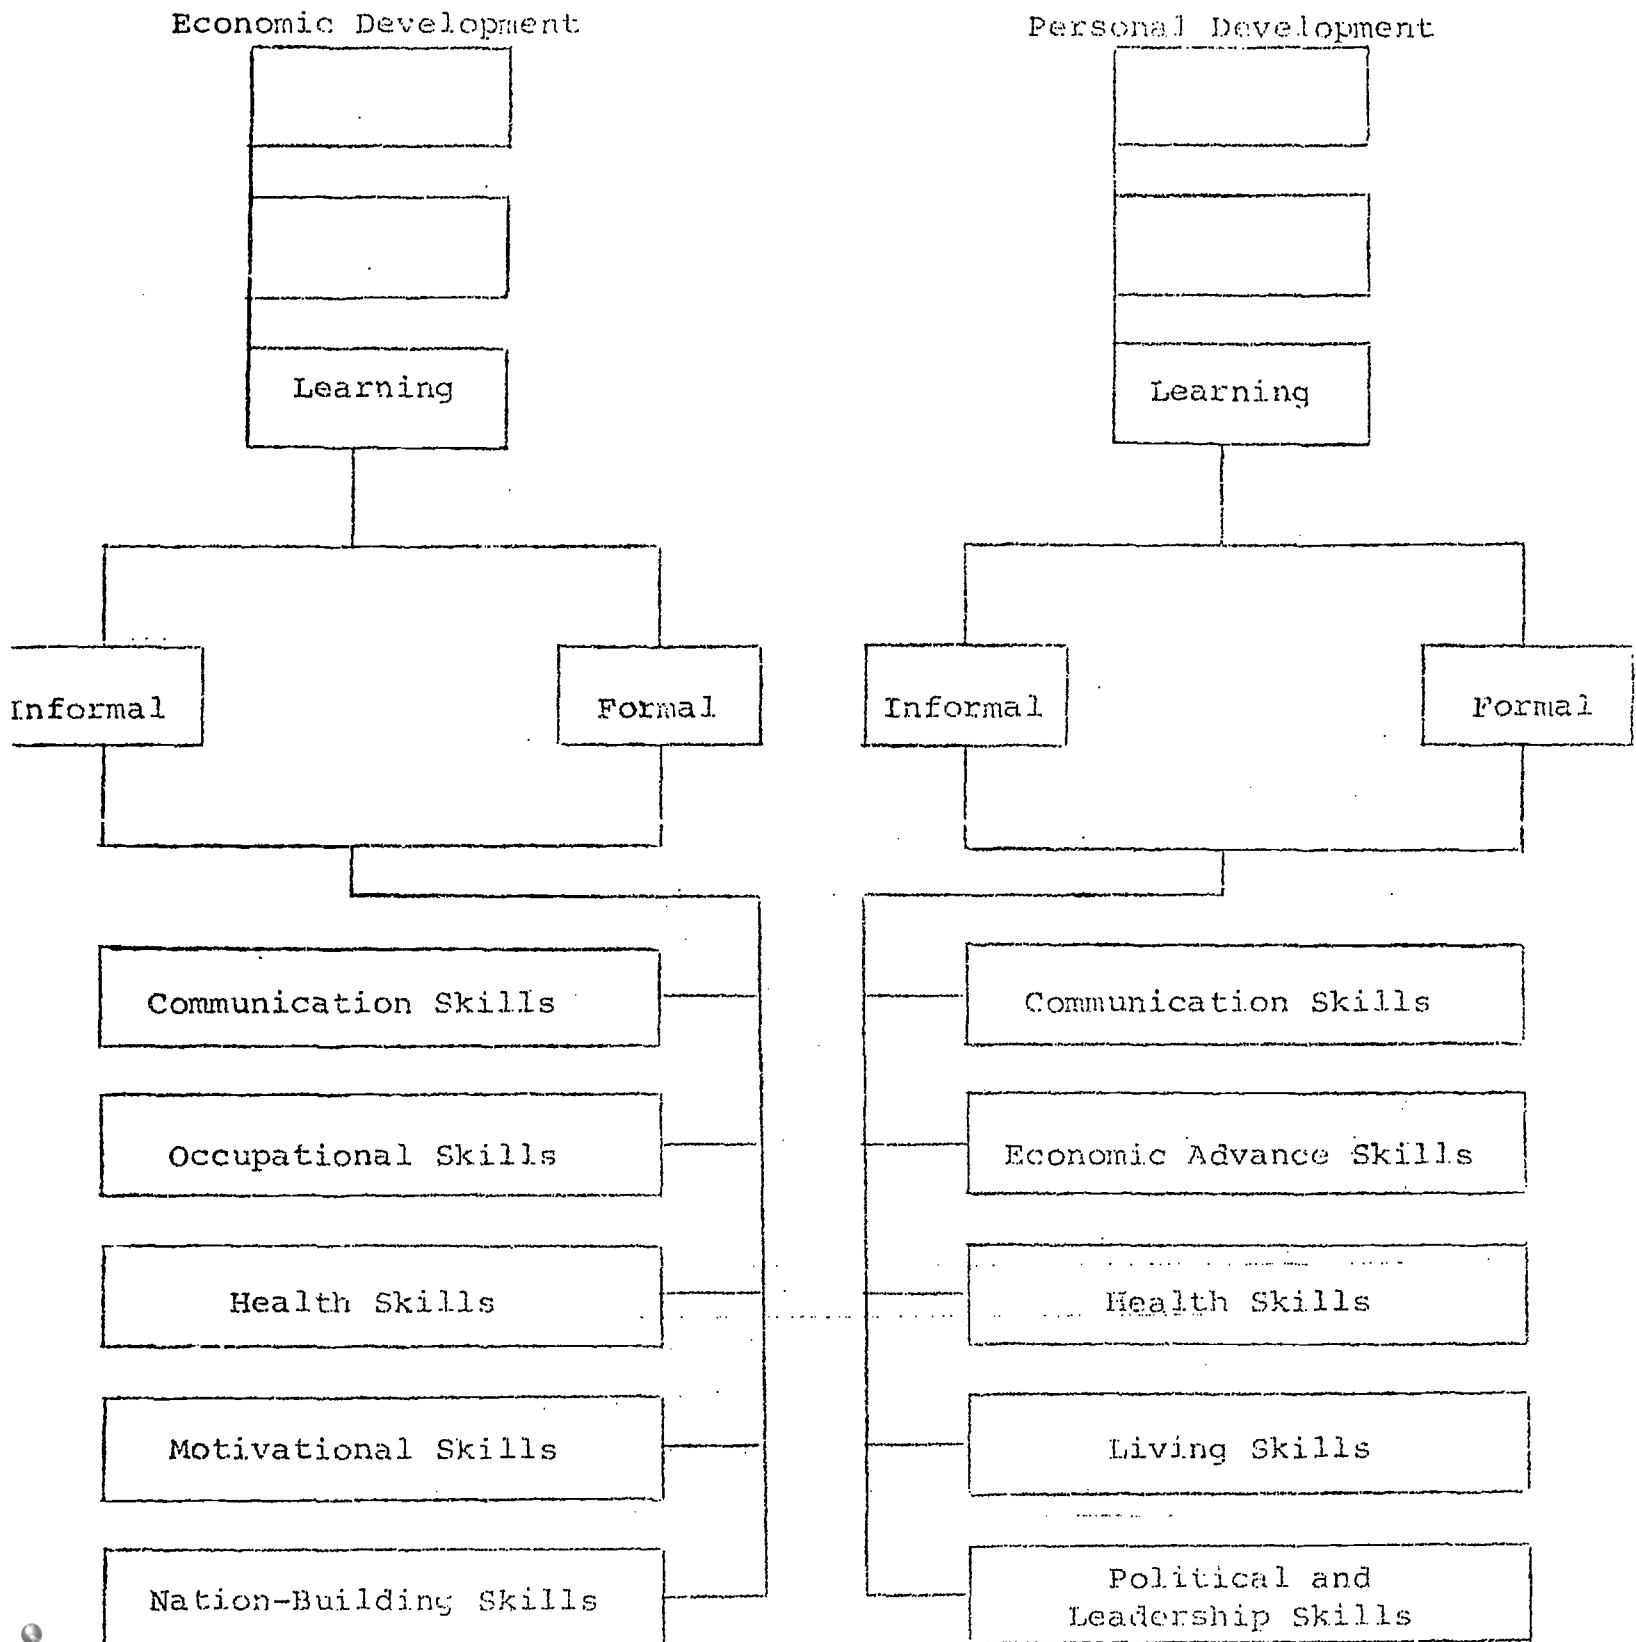 Economic Development
Personal Development
Learning
Learning
Informal
Formal
Informal
Formal
Communication Skills
Communication Skills
Occupational Skills
Economic Advance Skills
Health Skills
Health Skills
Motivational Skills
Living Skills
Nation-Building Skills
Political and
Leadership Skills